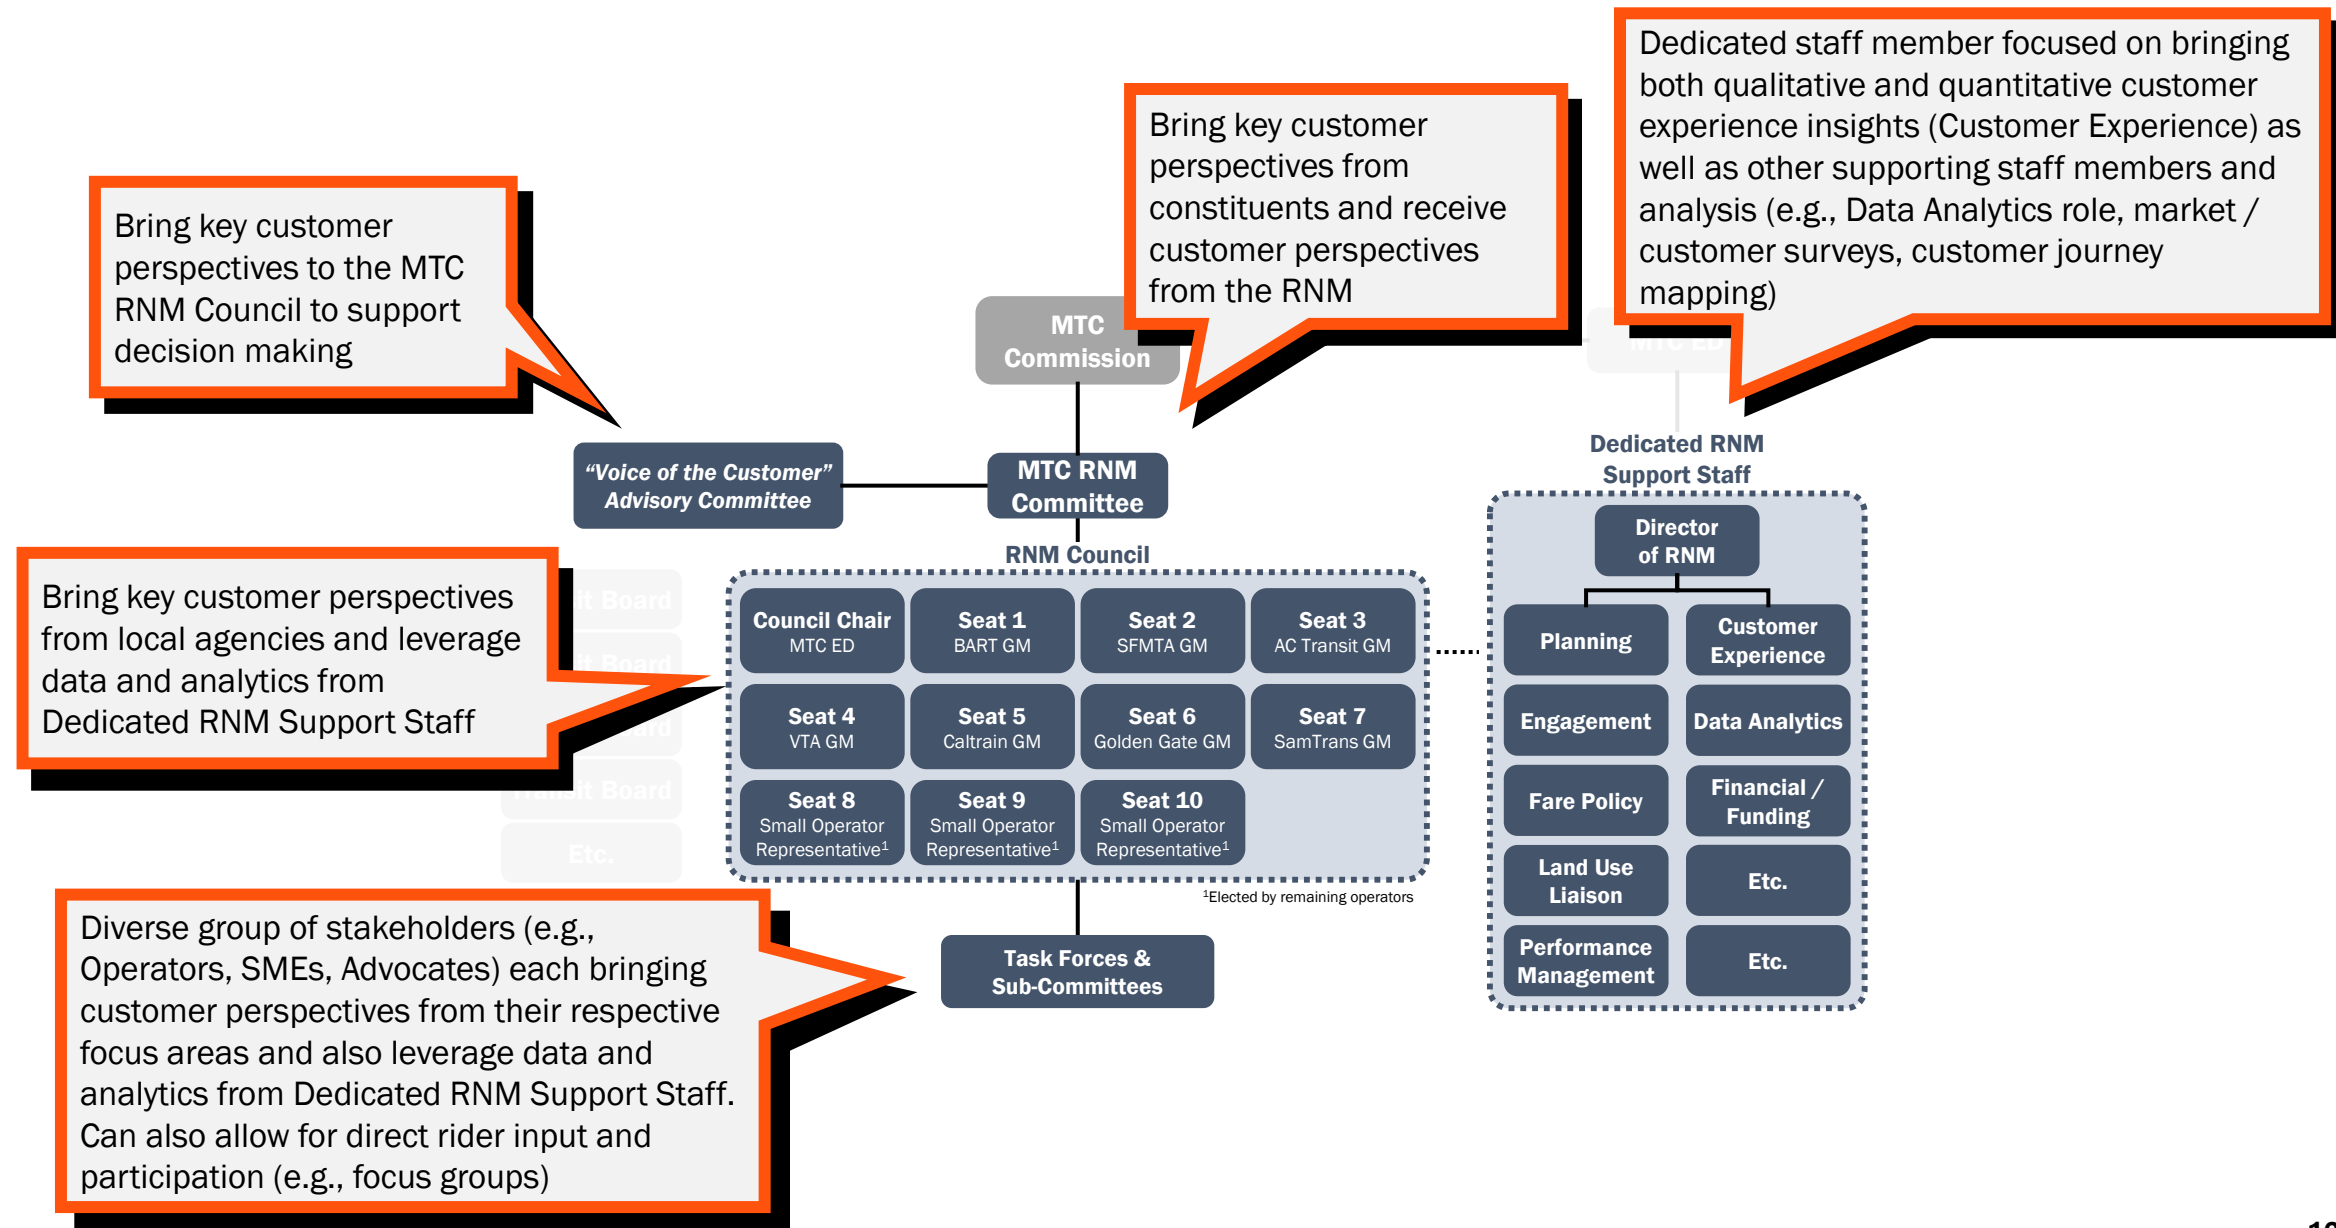 Dedicated staff member focused on bringing
both qualitative and quantitative customer
experience insights (Customer Experience) as
well as other supporting staff members and
analysis (e.g., Data Analytics role, market /
customer surveys, customer journey
mapping)
Bring key customer
perspectives from
constituents and receive
customer perspectives
from the RNM
Bring key customer
perspectives to the MTC
RNM Council to support
decision making
MTC
Commission
MTC ED
"Voice of the Customer"
Advisory Committee
MTC RNM
Committee
Dedicated RNM
Support Staff
Bring key customer perspectives
from local agencies and leverage
data and analytics from
Dedicated RNM Support Staff
Board
Board
Transit Board
Etc.
RNM Council
Council Chair
MTC ED
Seat 1
BART GM
Seat 2
SFMTA GM
Seat 3
AC Transit GM
Seat 4
VTA GM
Seat 5
Caltrain GM
Seat 6
Golden Gate GM
Seat 7
SamTrans GM
Seat 8
Small Operator
Representative¹
Seat 9
Small Operator
Representative¹
Seat 10
Small Operator
Representative¹
¹Elected by remaining operators
Director
of RNM
Planning
Customer
Experience
Engagement
Data Analytics
Fare Policy
Financial /
Funding
Land Use
Liaison
Etc.
Performance
Management
Etc.
Diverse group of stakeholders (e.g.,
Operators, SMEs, Advocates) each bringing
customer perspectives from their respective
focus areas and also leverage data and
analytics from Dedicated RNM Support Staff.
Can also allow for direct rider input and
participation (e.g., focus groups)
Task Forces &
Sub-Committees